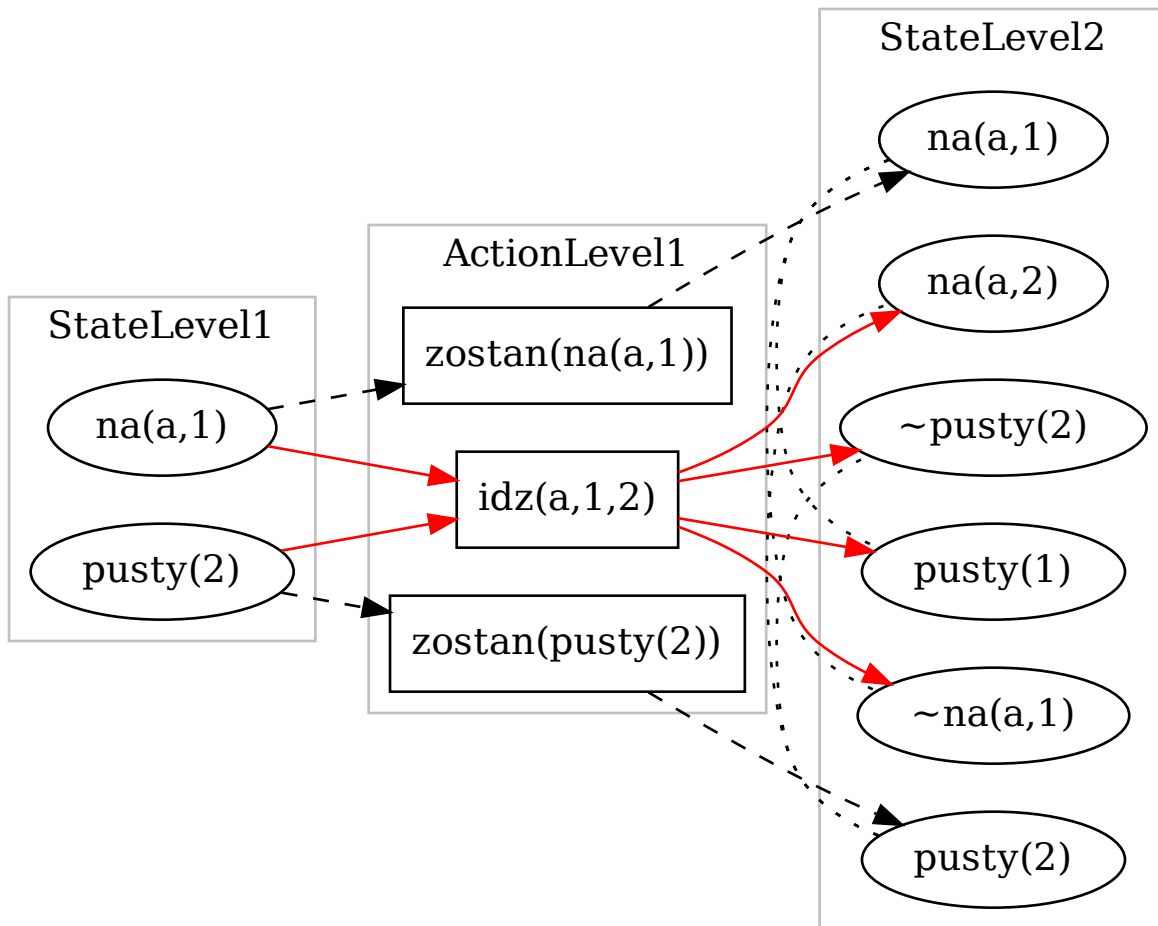 StateLevel1
na(a,1)
pusty(2)
ActionLevel1
zostan(na(a,1))
idz(a,1,2)
zostan(pusty(2))
StateLevel2
na(a,1)
na(a,2)
~pusty(2)
pusty(1)
~na(a,1)
pusty(2)